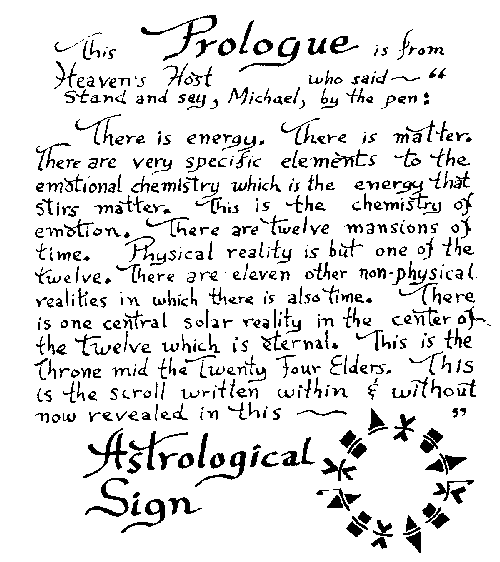 This Prologue is from
Heaven's Host who said ~ "
Stand and say, Michael, by the pen:
There is energy. There is matter.
There are very specific elements to the
emotional chemistry which is the energy that
stirs matter. This is the chemistry of
emotion. There are twelve mansions of
time. Physical reality is but one of the
twelve. There are eleven other non-physical
realities in which there is also time. There
is one central solar reality in the center of
the twelve which is eternal. This is the
Throne mid the Twenty Four Elders. This
is the scroll written within & without
now revealed in this ~ "
Astrological
Sign